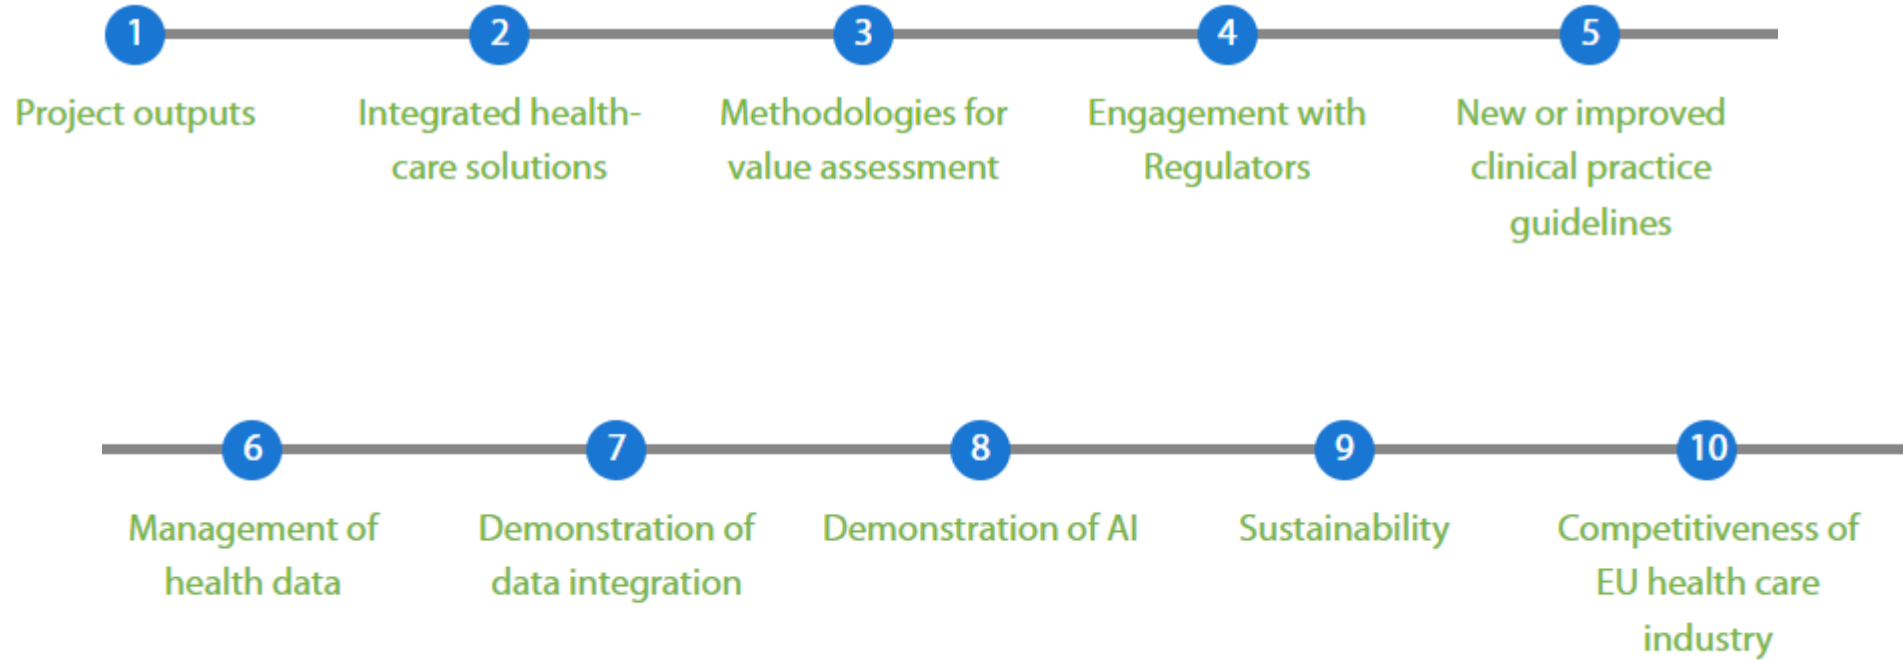 1 2 3 4 5
Project outputs
Integrated health-
care solutions
Methodologies for
value assessment
Engagement with
Regulators
New or improved
clinical practice
guidelines
6 7 8 9 10
Management of
health data
Demonstration of
data integration
Demonstration of AI
Sustainability
Competitiveness of
EU health care
industry